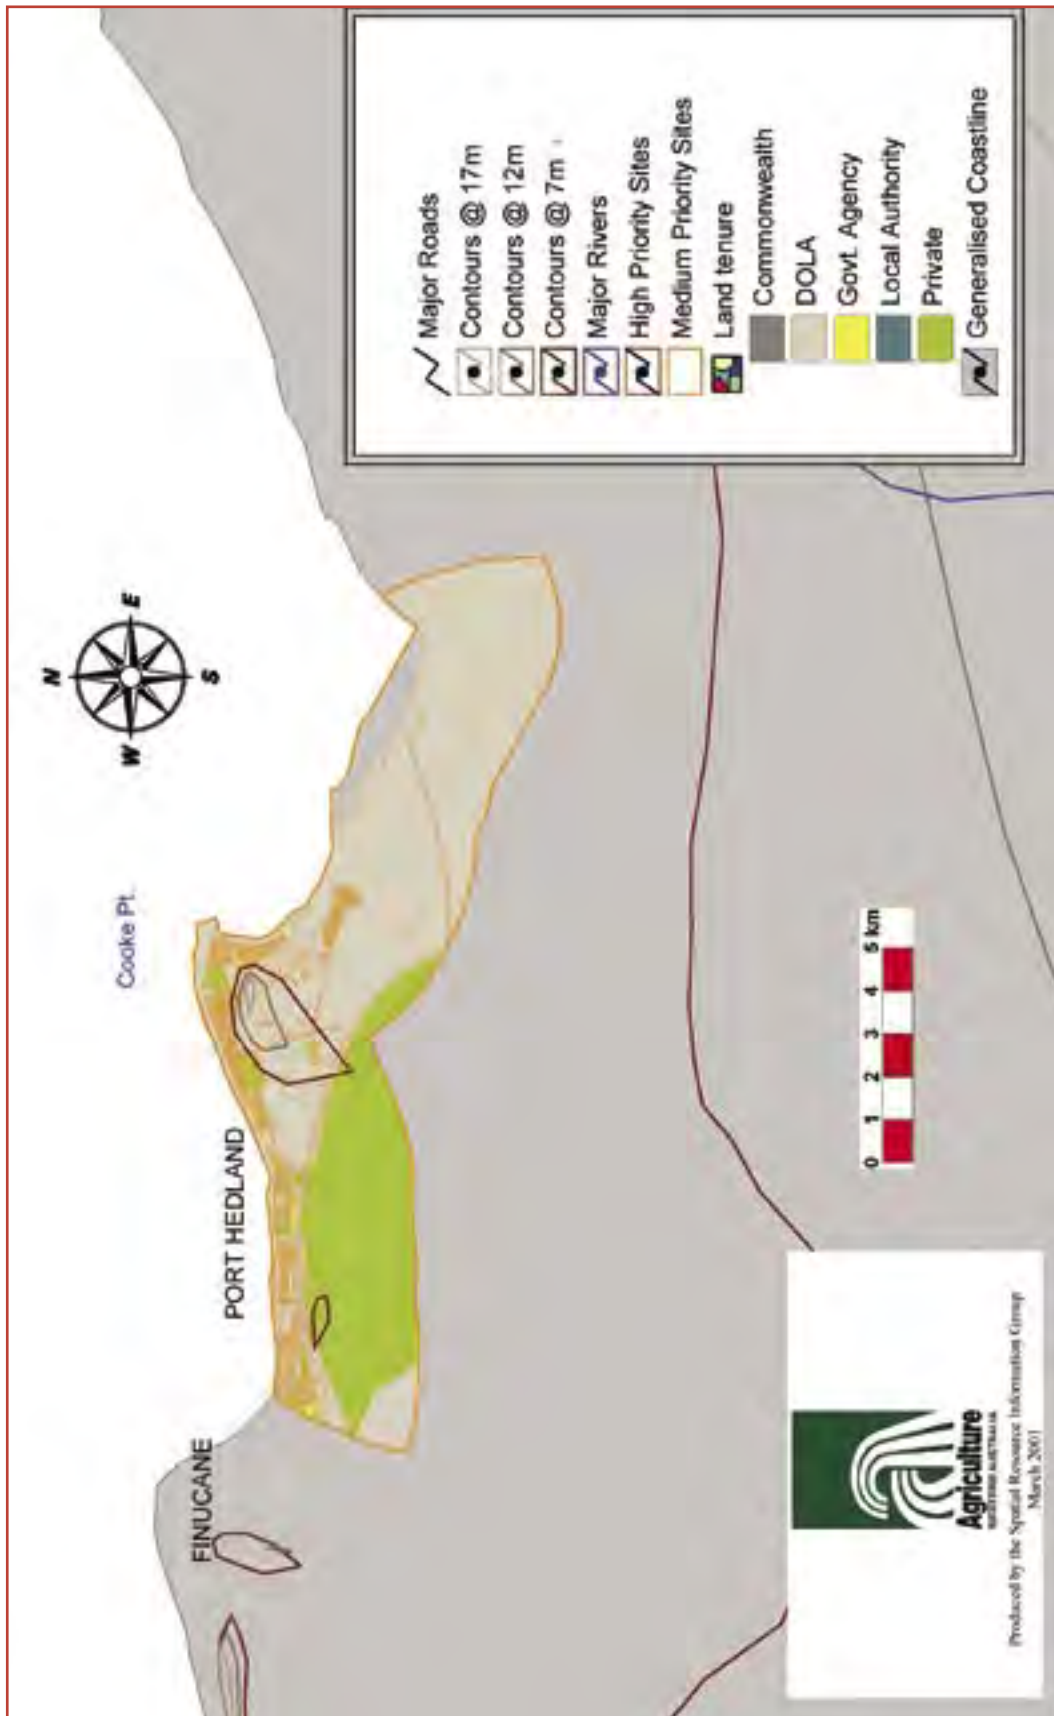 N
E
S
W
Cooke Pt.
PORT HEDLAND
FINUCANE
Major Roads
Contours @ 17m
Contours @ 12m
Contours @ 7m
Major Rivers
High Priority Sites
Medium Priority Sites
Land tenure
Commonwealth
DOLA
Govt. Agency
Local Authority
Private
Generalised Coastline
0 1 2 3 4 5 km
Agriculture
WESTERN AUSTRALIA
Produced by the Spatial Resource Information Group
March 2001